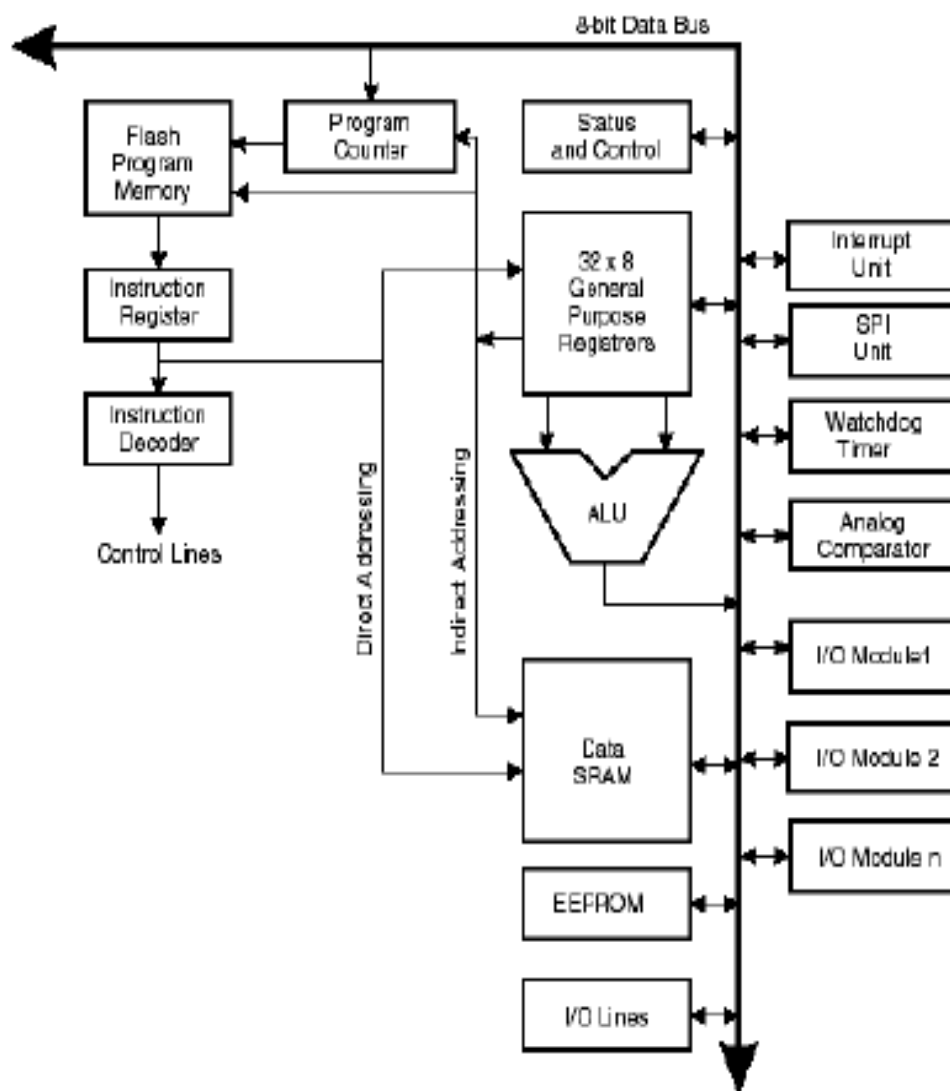 8-bit Data Bus
Flash
Program
Memory
Program
Counter
Status
and Control
Instruction
Register
32 x 8
General
Purpose
Registrers
Interrupt
Unit
SPI
Unit
Instruction
Decoder
Watchdog
Timer
Control Lines
Direct Addressing
Indirect Addressing
ALU
Analog
Comparator
I/O Module1
Data
SRAM
I/O Module 2
I/O Module n
EEPROM
I/O Lines